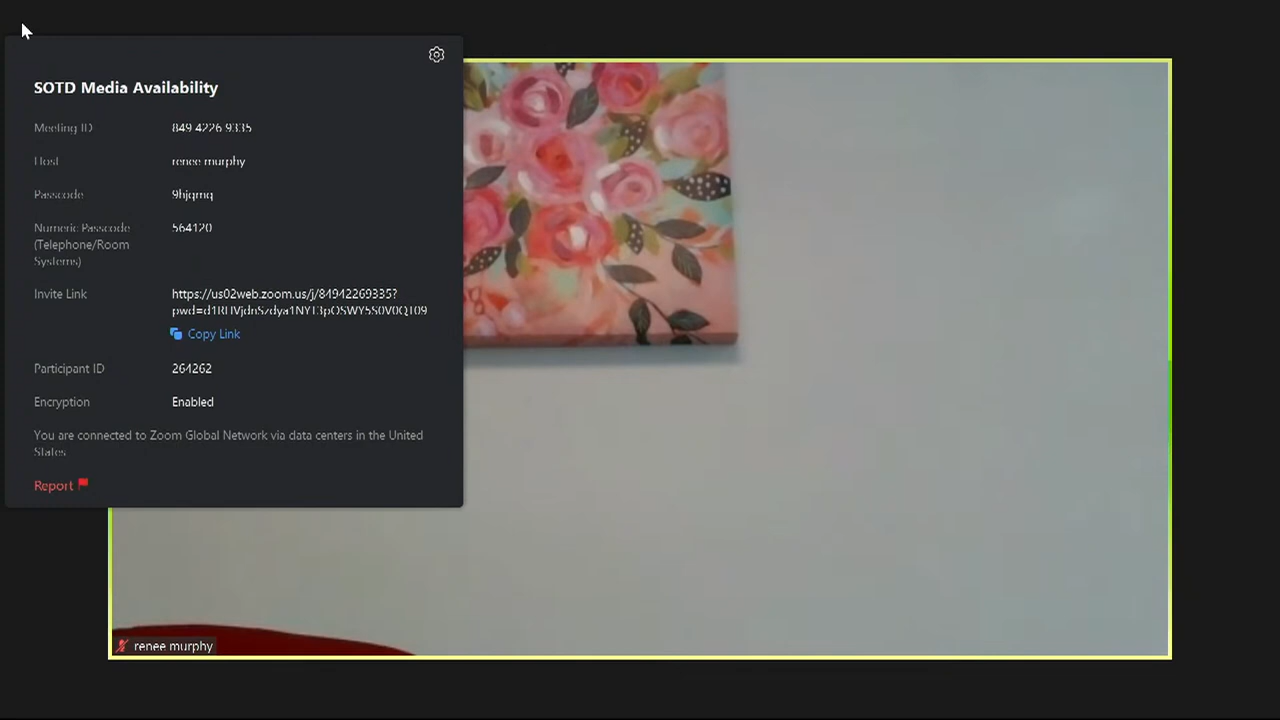 SOTD Media Availability
Meeting ID 849 4226 9335
Host renee murphy
Passcode 9hjqmq
Numeric Passcode 564120
(Telephone/Room
Systems)
Invite Link https://us02web.zoom.us/j/84942269335?
Copy Link
Participant ID 264262
Encryption Enabled
You are connected to Zoom Global Network via data centers in the United
States
Report
renee murphy